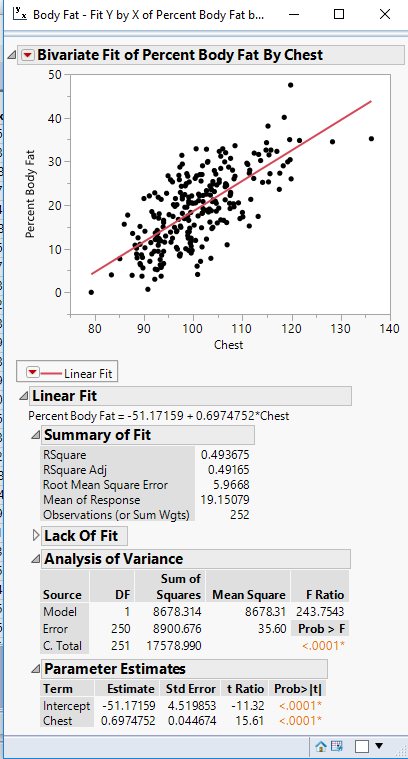 Body Fat - Fit Y by X of Percent Body Fat b...
Bivariate Fit of Percent Body Fat By Chest
50
40
30
20
10
0
Percent Body Fat
80 90 100 110 120 130 140
Chest
Linear Fit
Linear Fit
Percent Body Fat = -51.17159 + 0.6974752*Chest
Summary of Fit
RSquare 0.493675
RSquare Adj 0.49165
Root Mean Square Error 5.9668
Mean of Response 19.15079
Observations (or Sum Wgts) 252
Lack Of Fit
Analysis of Variance
Source DF Sum of Squares Mean Square F Ratio
Model 1 8678.314 8678.31 243.7543
Error 250 8900.676 35.60 Prob > F
C. Total 251 17578.990 <.0001*
Parameter Estimates
Term Estimate Std Error t Ratio Prob>|t|
Intercept -51.17159 4.519853 -11.32 <.0001*
Chest 0.6974752 0.044674 15.61 <.0001*